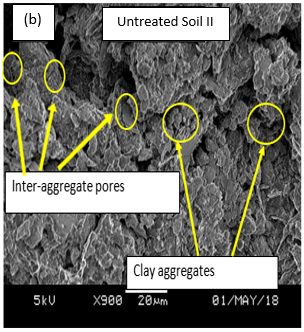 (b)
Untreated Soil II
Inter-aggregate pores
Clay aggregates
5kV X900 20µm 01/MAY/18